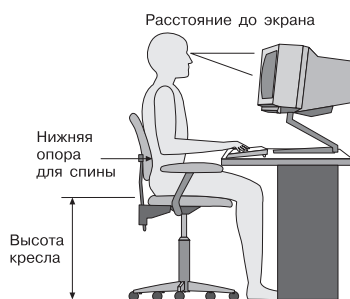 Расстояние до экрана
Нижняя
опора
для спины
Высота
кресла